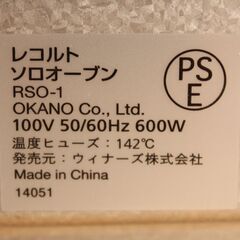 レコルト
ソロオーブン
RSO-1
OKANO Co., Ltd.
100V 50/60Hz 600W
温度ヒューズ：142℃
発売元：ウィナーズ株式会社
Made in China
14051
PS
E